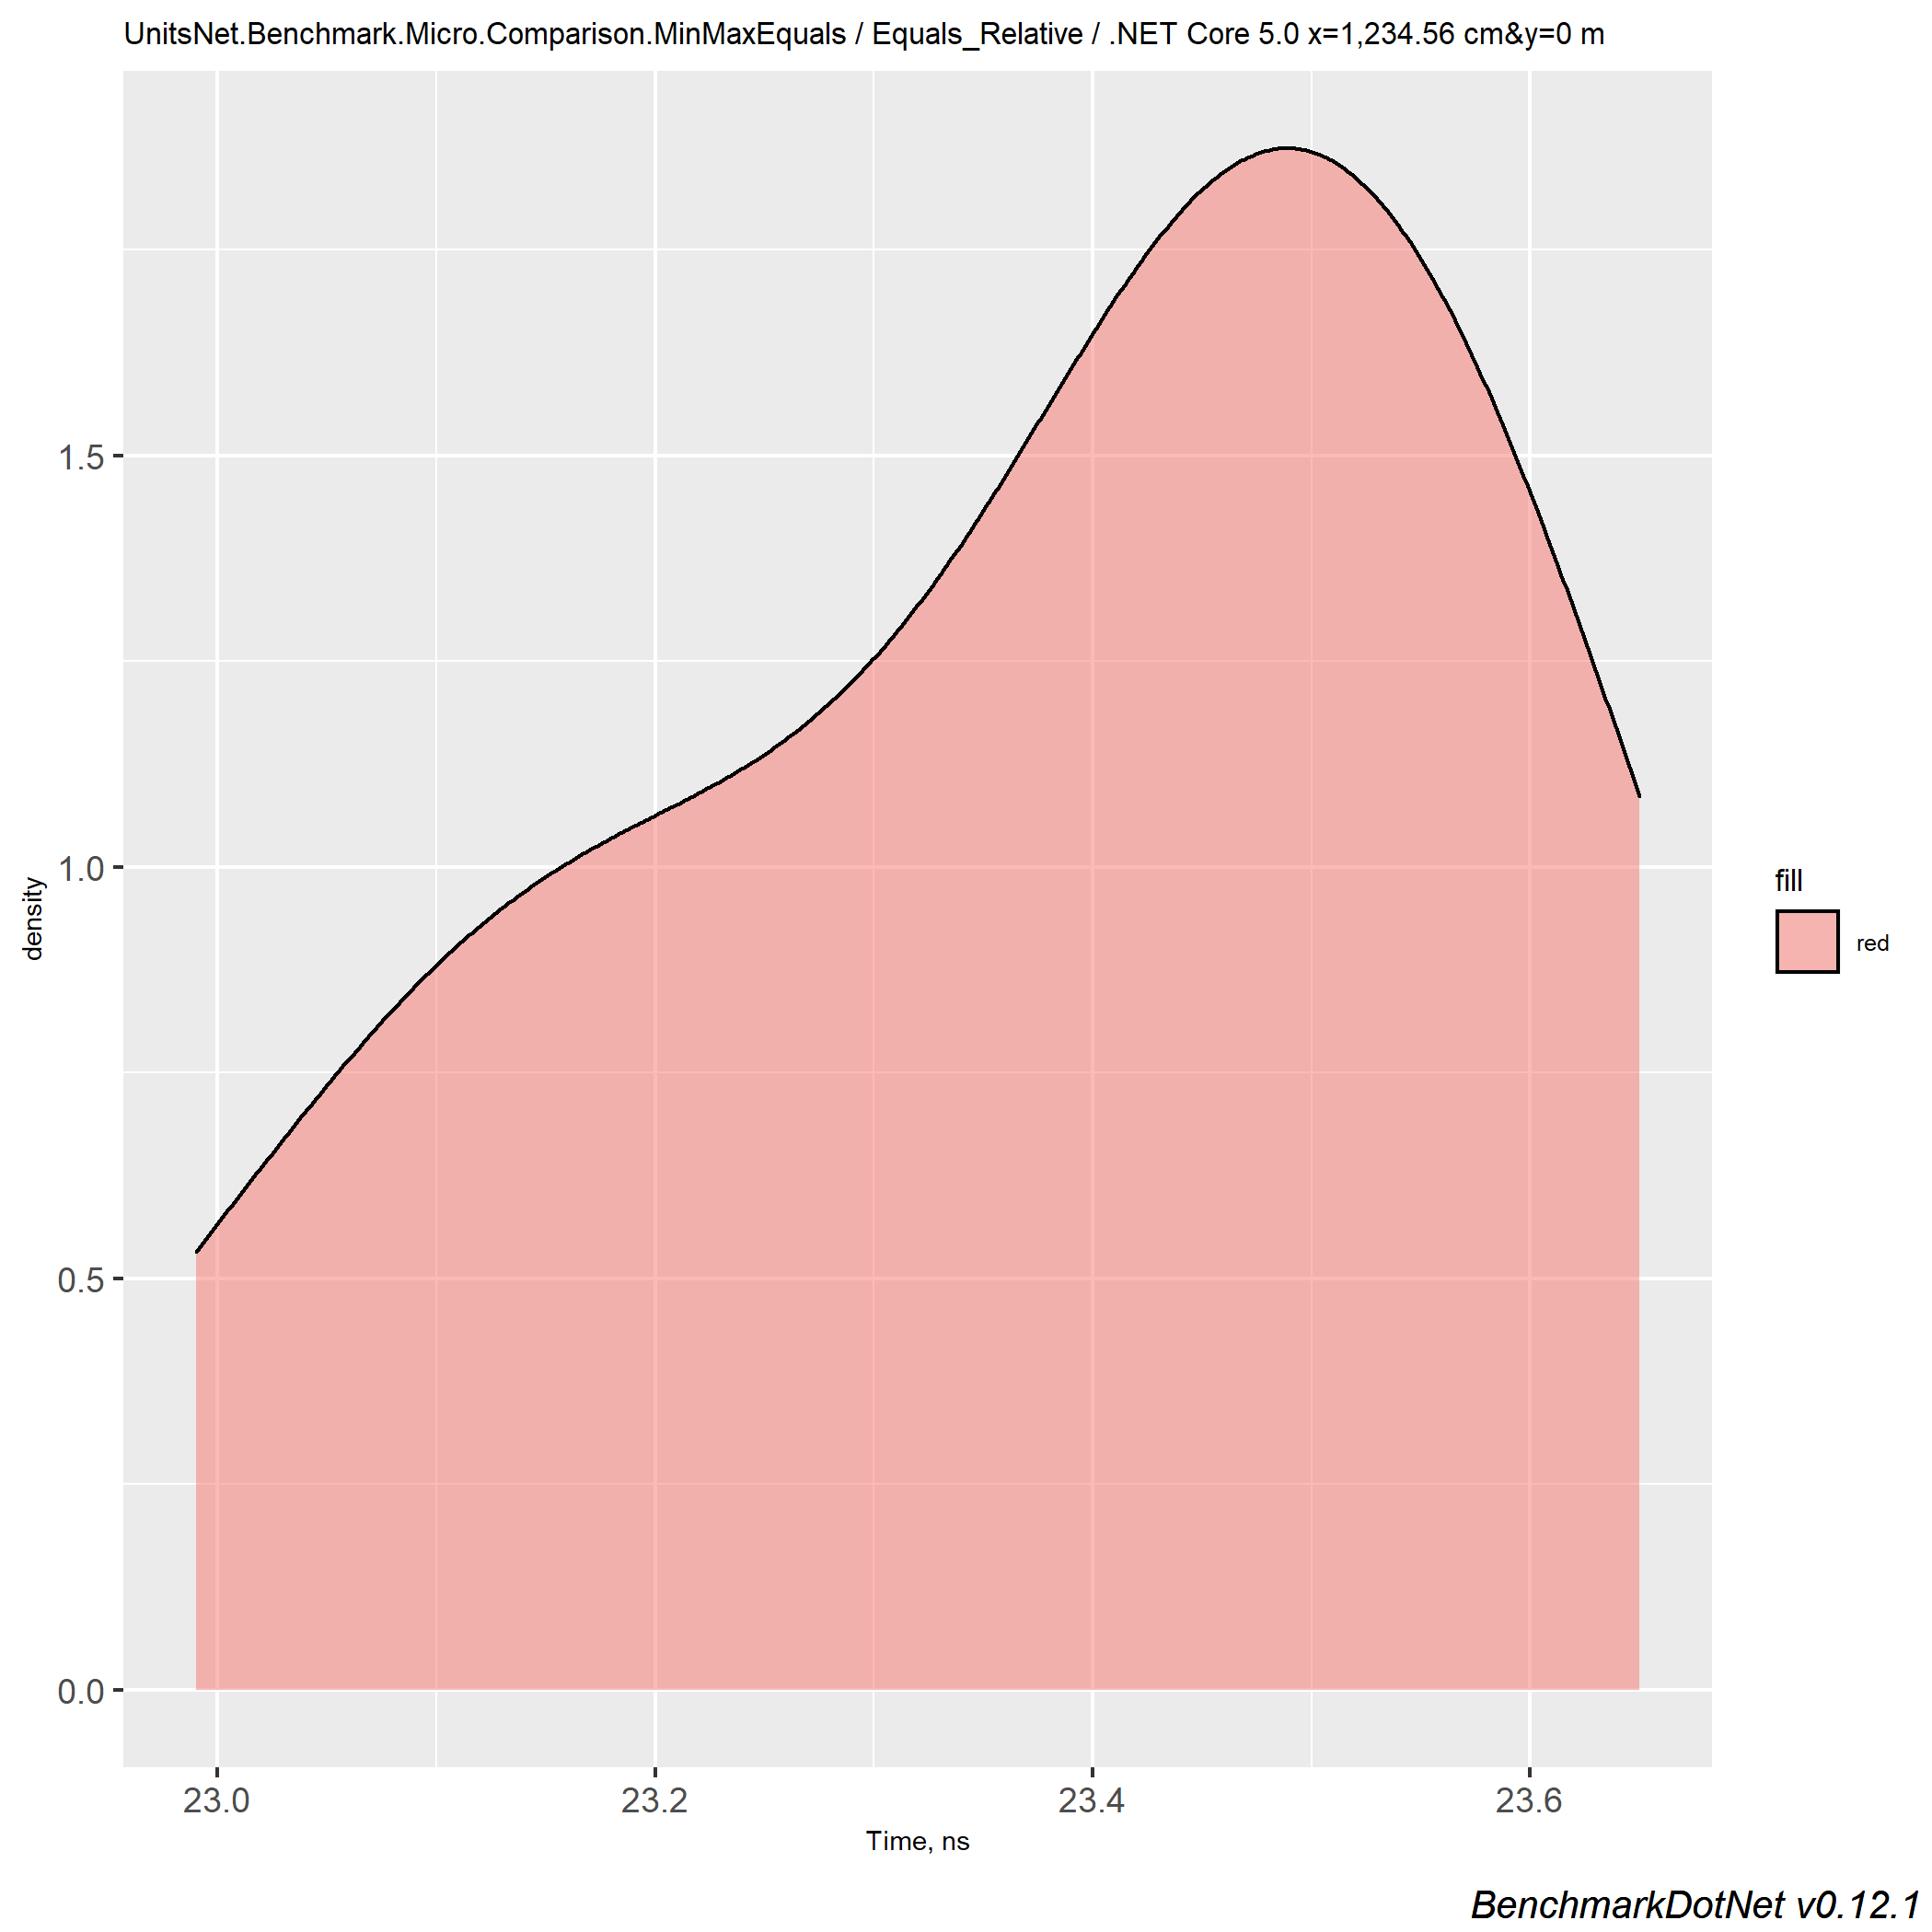 UnitsNet.Benchmark.Micro.Comparison.MinMaxEquals / Equals_Relative / .NET Core 5.0 x=1,234.56 cm&y=0 m
1.5
1.0
0.5
0.0
density
23.0 23.2 23.4 23.6
Time, ns
fill
red
BenchmarkDotNet v0.12.1